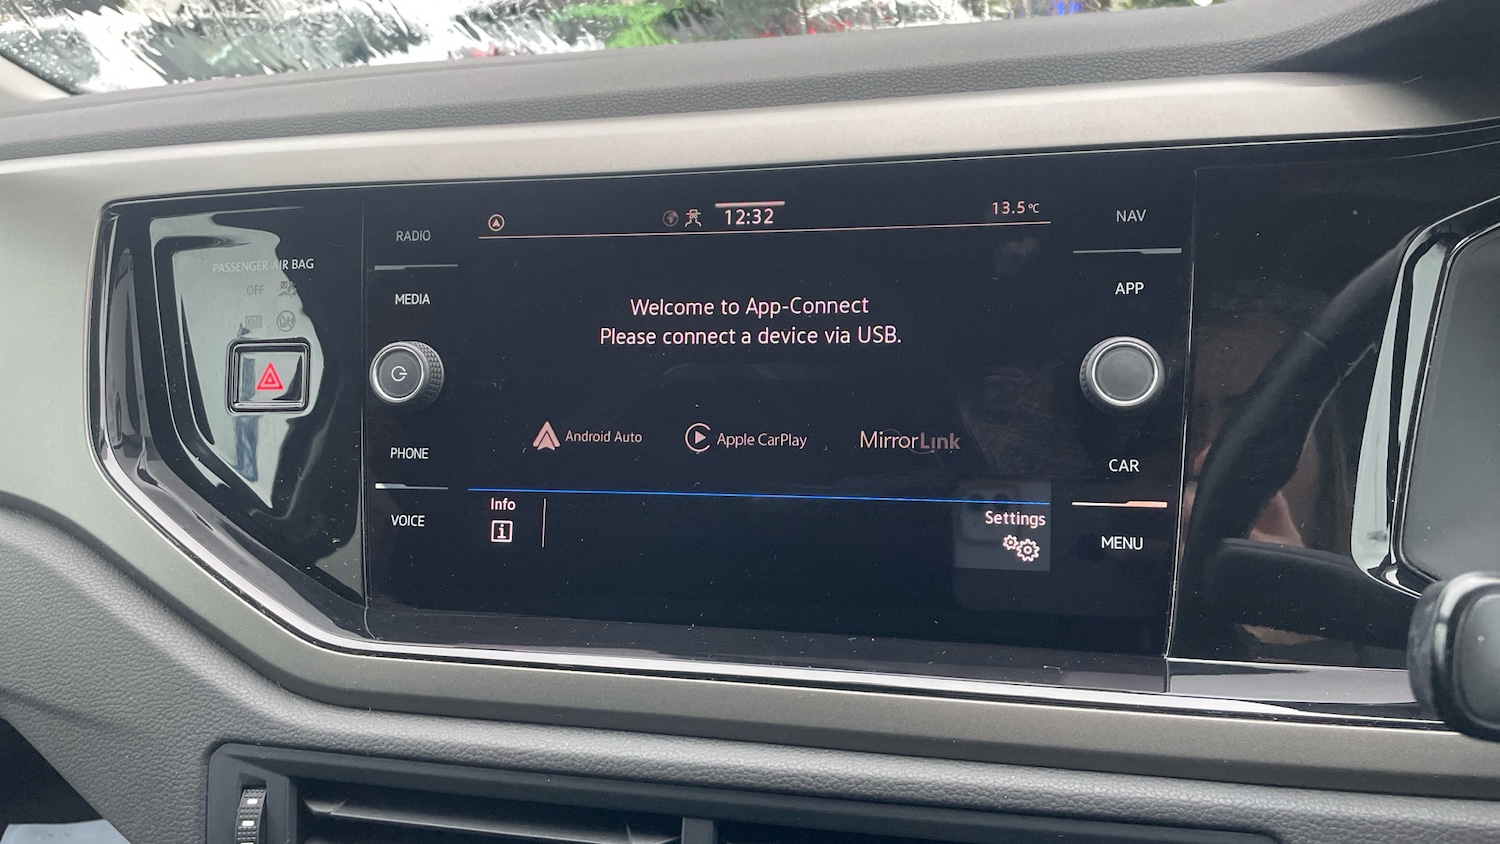 PASSENGER AIR BAG
OFF
RADIO
MEDIA
PHONE
VOICE
12:32
13.5°C
Welcome to App-Connect
Please connect a device via USB.
Android Auto
Apple CarPlay
MirrorLink
Info
i
Settings
NAV
APP
CAR
MENU